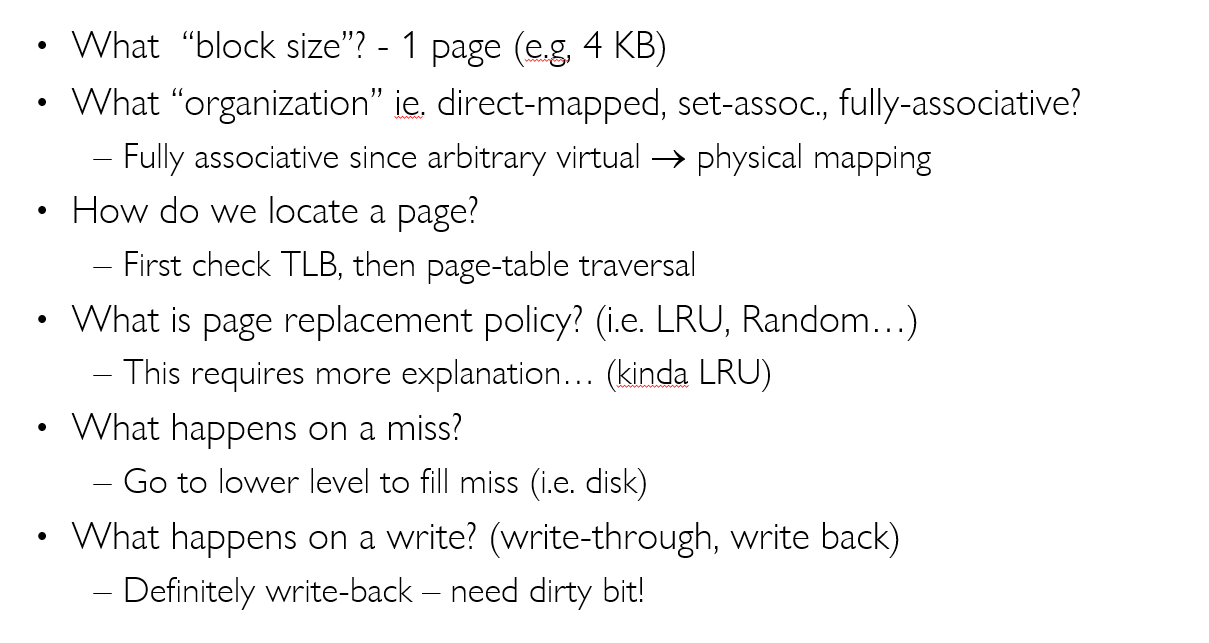 • What “block size”? - 1 page (e.g, 4 KB)
• What “organization” ie. direct-mapped, set-assoc., fully-associative?
– Fully associative since arbitrary virtual → physical mapping
• How do we locate a page?
– First check TLB, then page-table traversal
• What is page replacement policy? (i.e. LRU, Random…)
– This requires more explanation… (kinda LRU)
• What happens on a miss?
– Go to lower level to fill miss (i.e. disk)
• What happens on a write? (write-through, write back)
– Definitely write-back – need dirty bit!